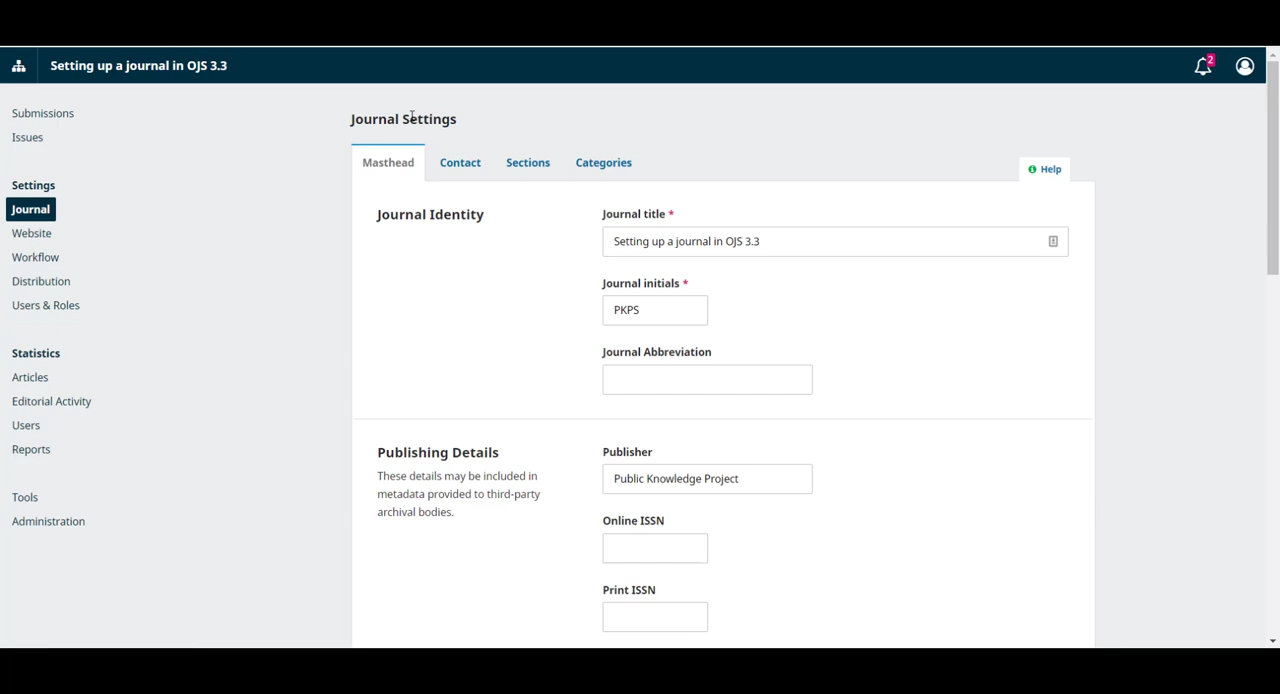 Setting up a journal in OJS 3.3
2
Submissions
Issues
Settings
Journal
Website
Workflow
Distribution
Users & Roles
Statistics
Articles
Editorial Activity
Users
Reports
Tools
Administration
Journal Settings
Masthead Contact Sections Categories
Help
Journal Identity
Journal title *
Setting up a journal in OJS 3.3
Journal initials *
PKPS
Journal Abbreviation
Publishing Details
These details may be included in
metadata provided to third-party
archival bodies.
Publisher
Public Knowledge Project
Online ISSN
Print ISSN